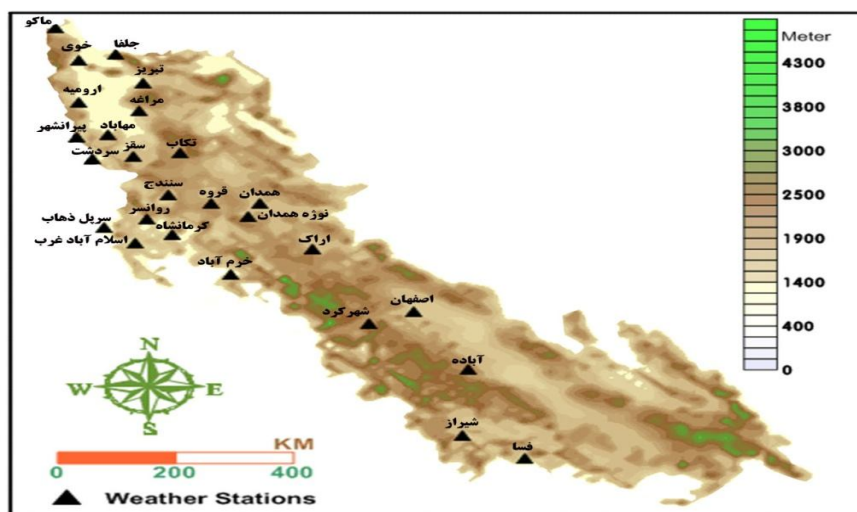 ماکو
خوی
جلفا
تبریز
ارومیه
مراغه
پیرانشهر
مهاباد
سردشت
سقز
تکاب
سنندج
قروه
همدان
روانسر
نوژه همدان
سرپل ذهاب
کرمانشاه
اسلام آباد غرب
اراک
خرم آباد
اصفهان
شهرکرد
آباده
شیراز
فسا
Meter
4300
3800
3000
2500
1900
1400
400
0
N
W E
S
KM
0 200 400
Weather Stations